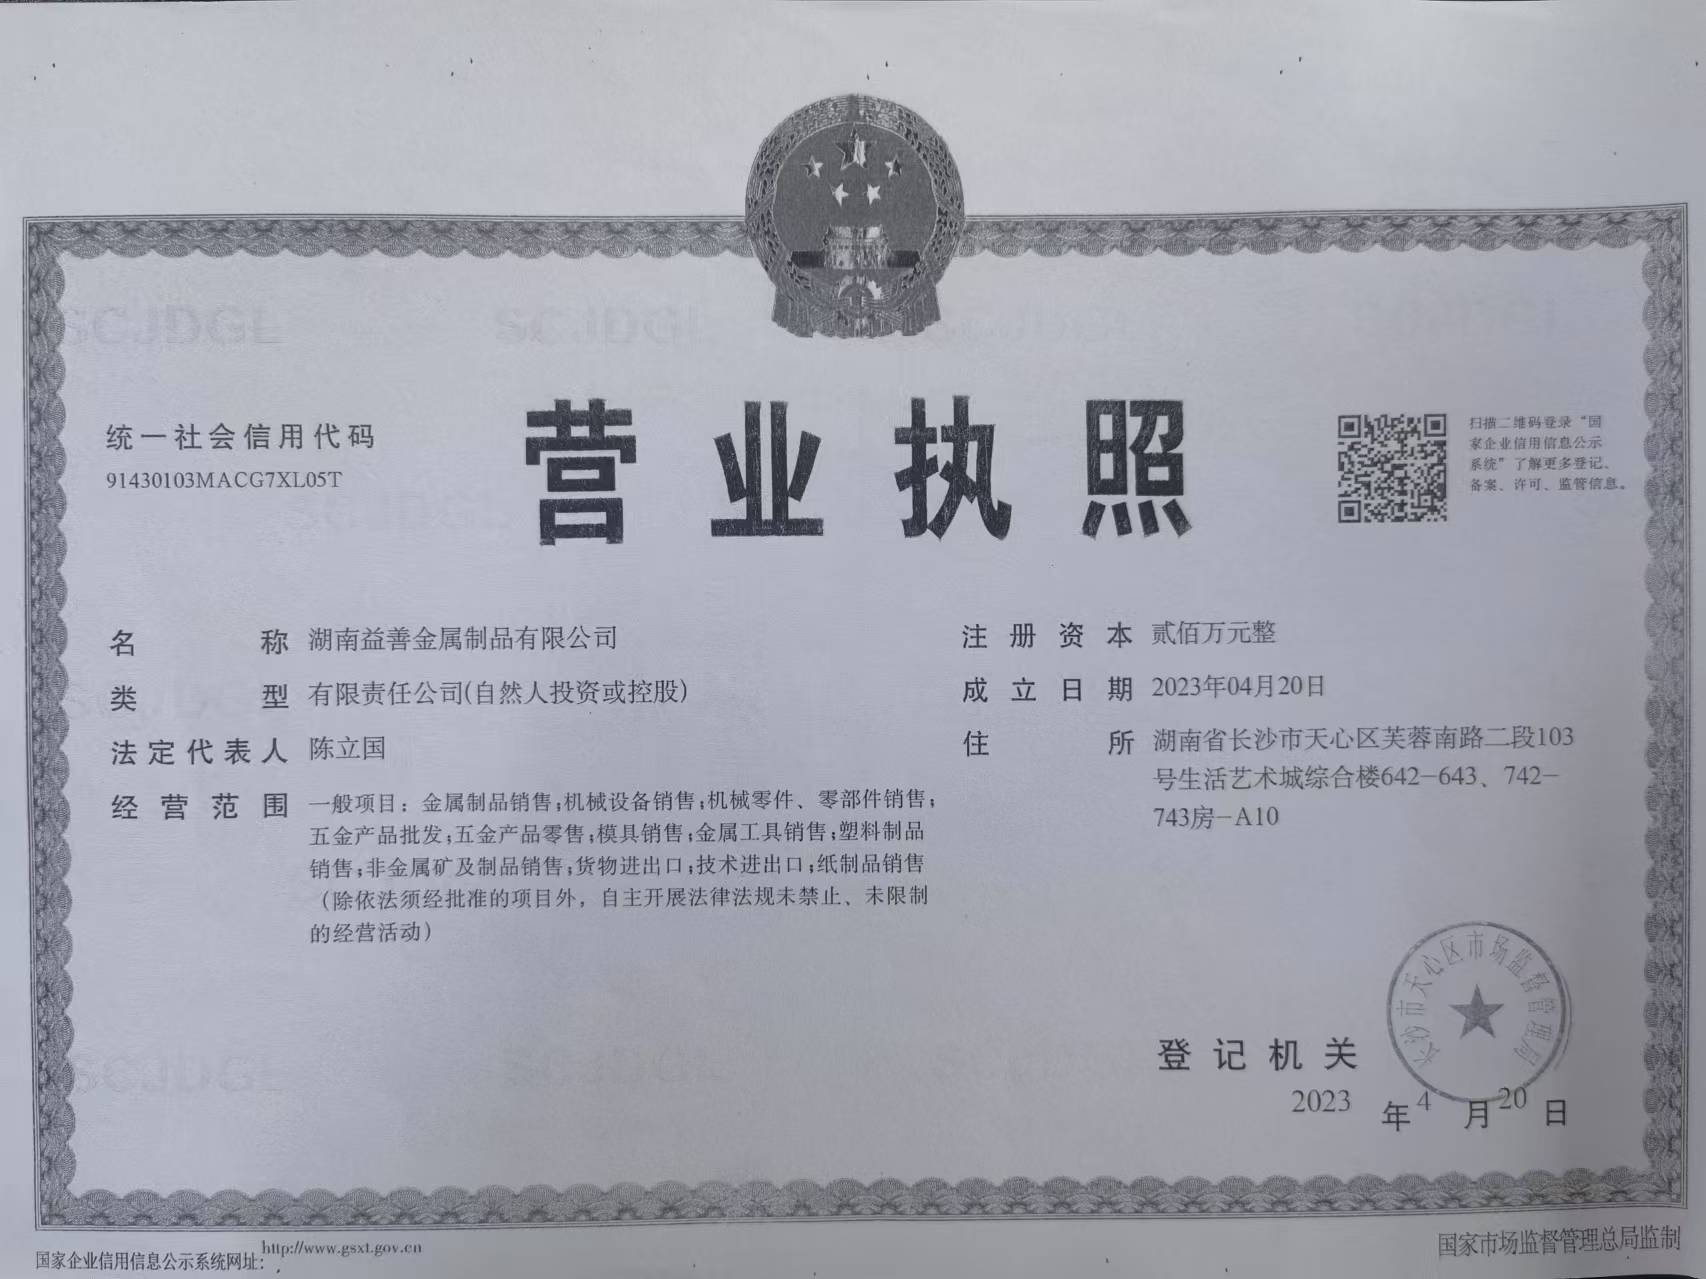 SCJDGL
SCJDGL
营业执照
统一社会信用代码
91430103MACG7XL05T
扫描二维码登录“国
家企业信用信息公示
系统”了解更多登记、
备案、许可、监管信息。
名称 湖南益善金属制品有限公司
类型 有限责任公司(自然人投资或控股)
法定代表人 陈立国
经营范围 一般项目：金属制品销售;机械设备销售;机械零件、零部件销售;
五金产品批发;五金产品零售;模具销售;金属工具销售;塑料制品
销售;非金属矿及制品销售;货物进出口;技术进出口;纸制品销售
（除依法须经批准的项目外，自主开展法律法规未禁止、未限制
的经营活动）
注册资本 贰佰万元整
成立日期 2023年04月20日
住所 湖南省长沙市天心区芙蓉南路二段103
号生活艺术城综合楼642-643、742-
743房-A10
SCJDGL
长沙市天心区市场监督管理局
登记机关
2023年4月20日
国家企业信用信息公示系统网址：http://www.gsxt.gov.cn
国家市场监督管理总局监制